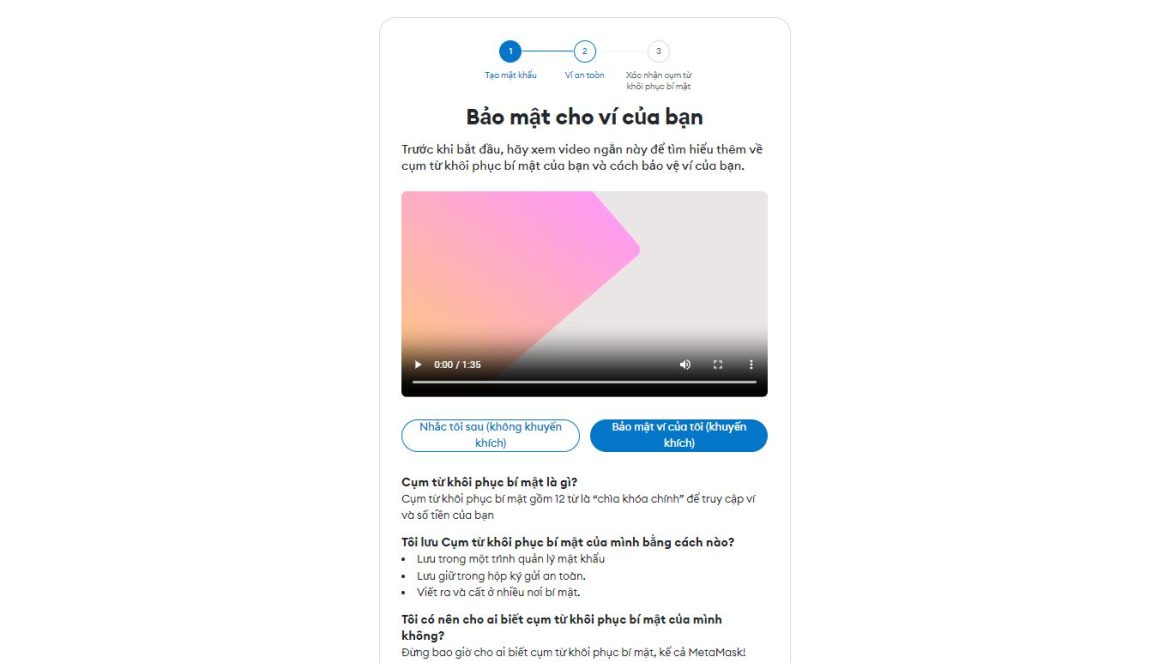 1 2 3
Tạo mật khẩu Ví an toàn Xác nhận cụm từ
khôi phục bí mật
Bảo mật cho ví của bạn
Trước khi bắt đầu, hãy xem video ngắn này để tìm hiểu thêm về
cụm từ khôi phục bí mật của bạn và cách bảo vệ ví của bạn.
0:00 / 1:35
Nhắc tôi sau (không khuyến
khích)
Bảo mật ví của tôi (khuyến
khích)
Cụm từ khôi phục bí mật là gì?
Cụm từ khôi phục bí mật gồm 12 từ là “chìa khóa chính” để truy cập ví
và số tiền của bạn
Tôi lưu Cụm từ khôi phục bí mật của mình bằng cách nào?
• Lưu trong một trình quản lý mật khẩu
• Lưu giữ trong hộp ký gửi an toàn.
• Viết ra và cất ở nhiều nơi bí mật.
Tôi có nên cho ai biết cụm từ khôi phục bí mật của mình
không?
Đừng bao giờ cho ai biết cụm từ khôi phục bí mật, kể cả MetaMask!